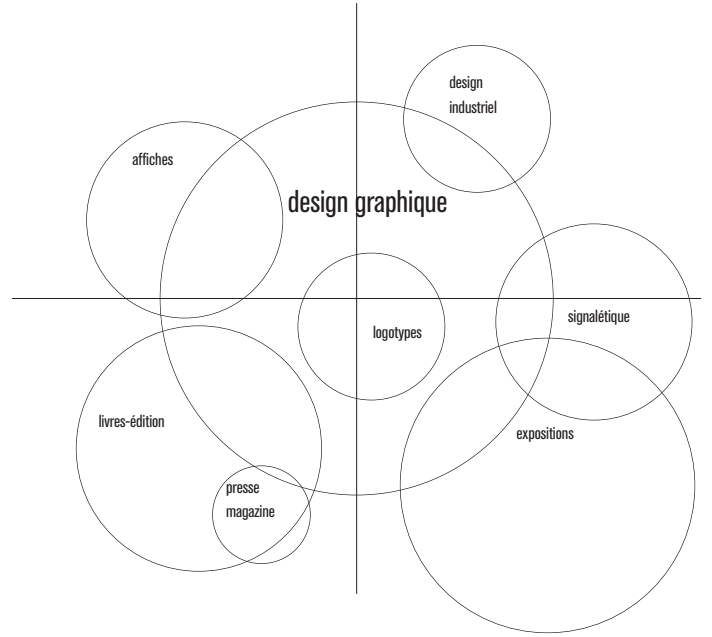 design
industriel
affiches
design graphique
signalétique
logotypes
livres-édition
expositions
presse
magazine